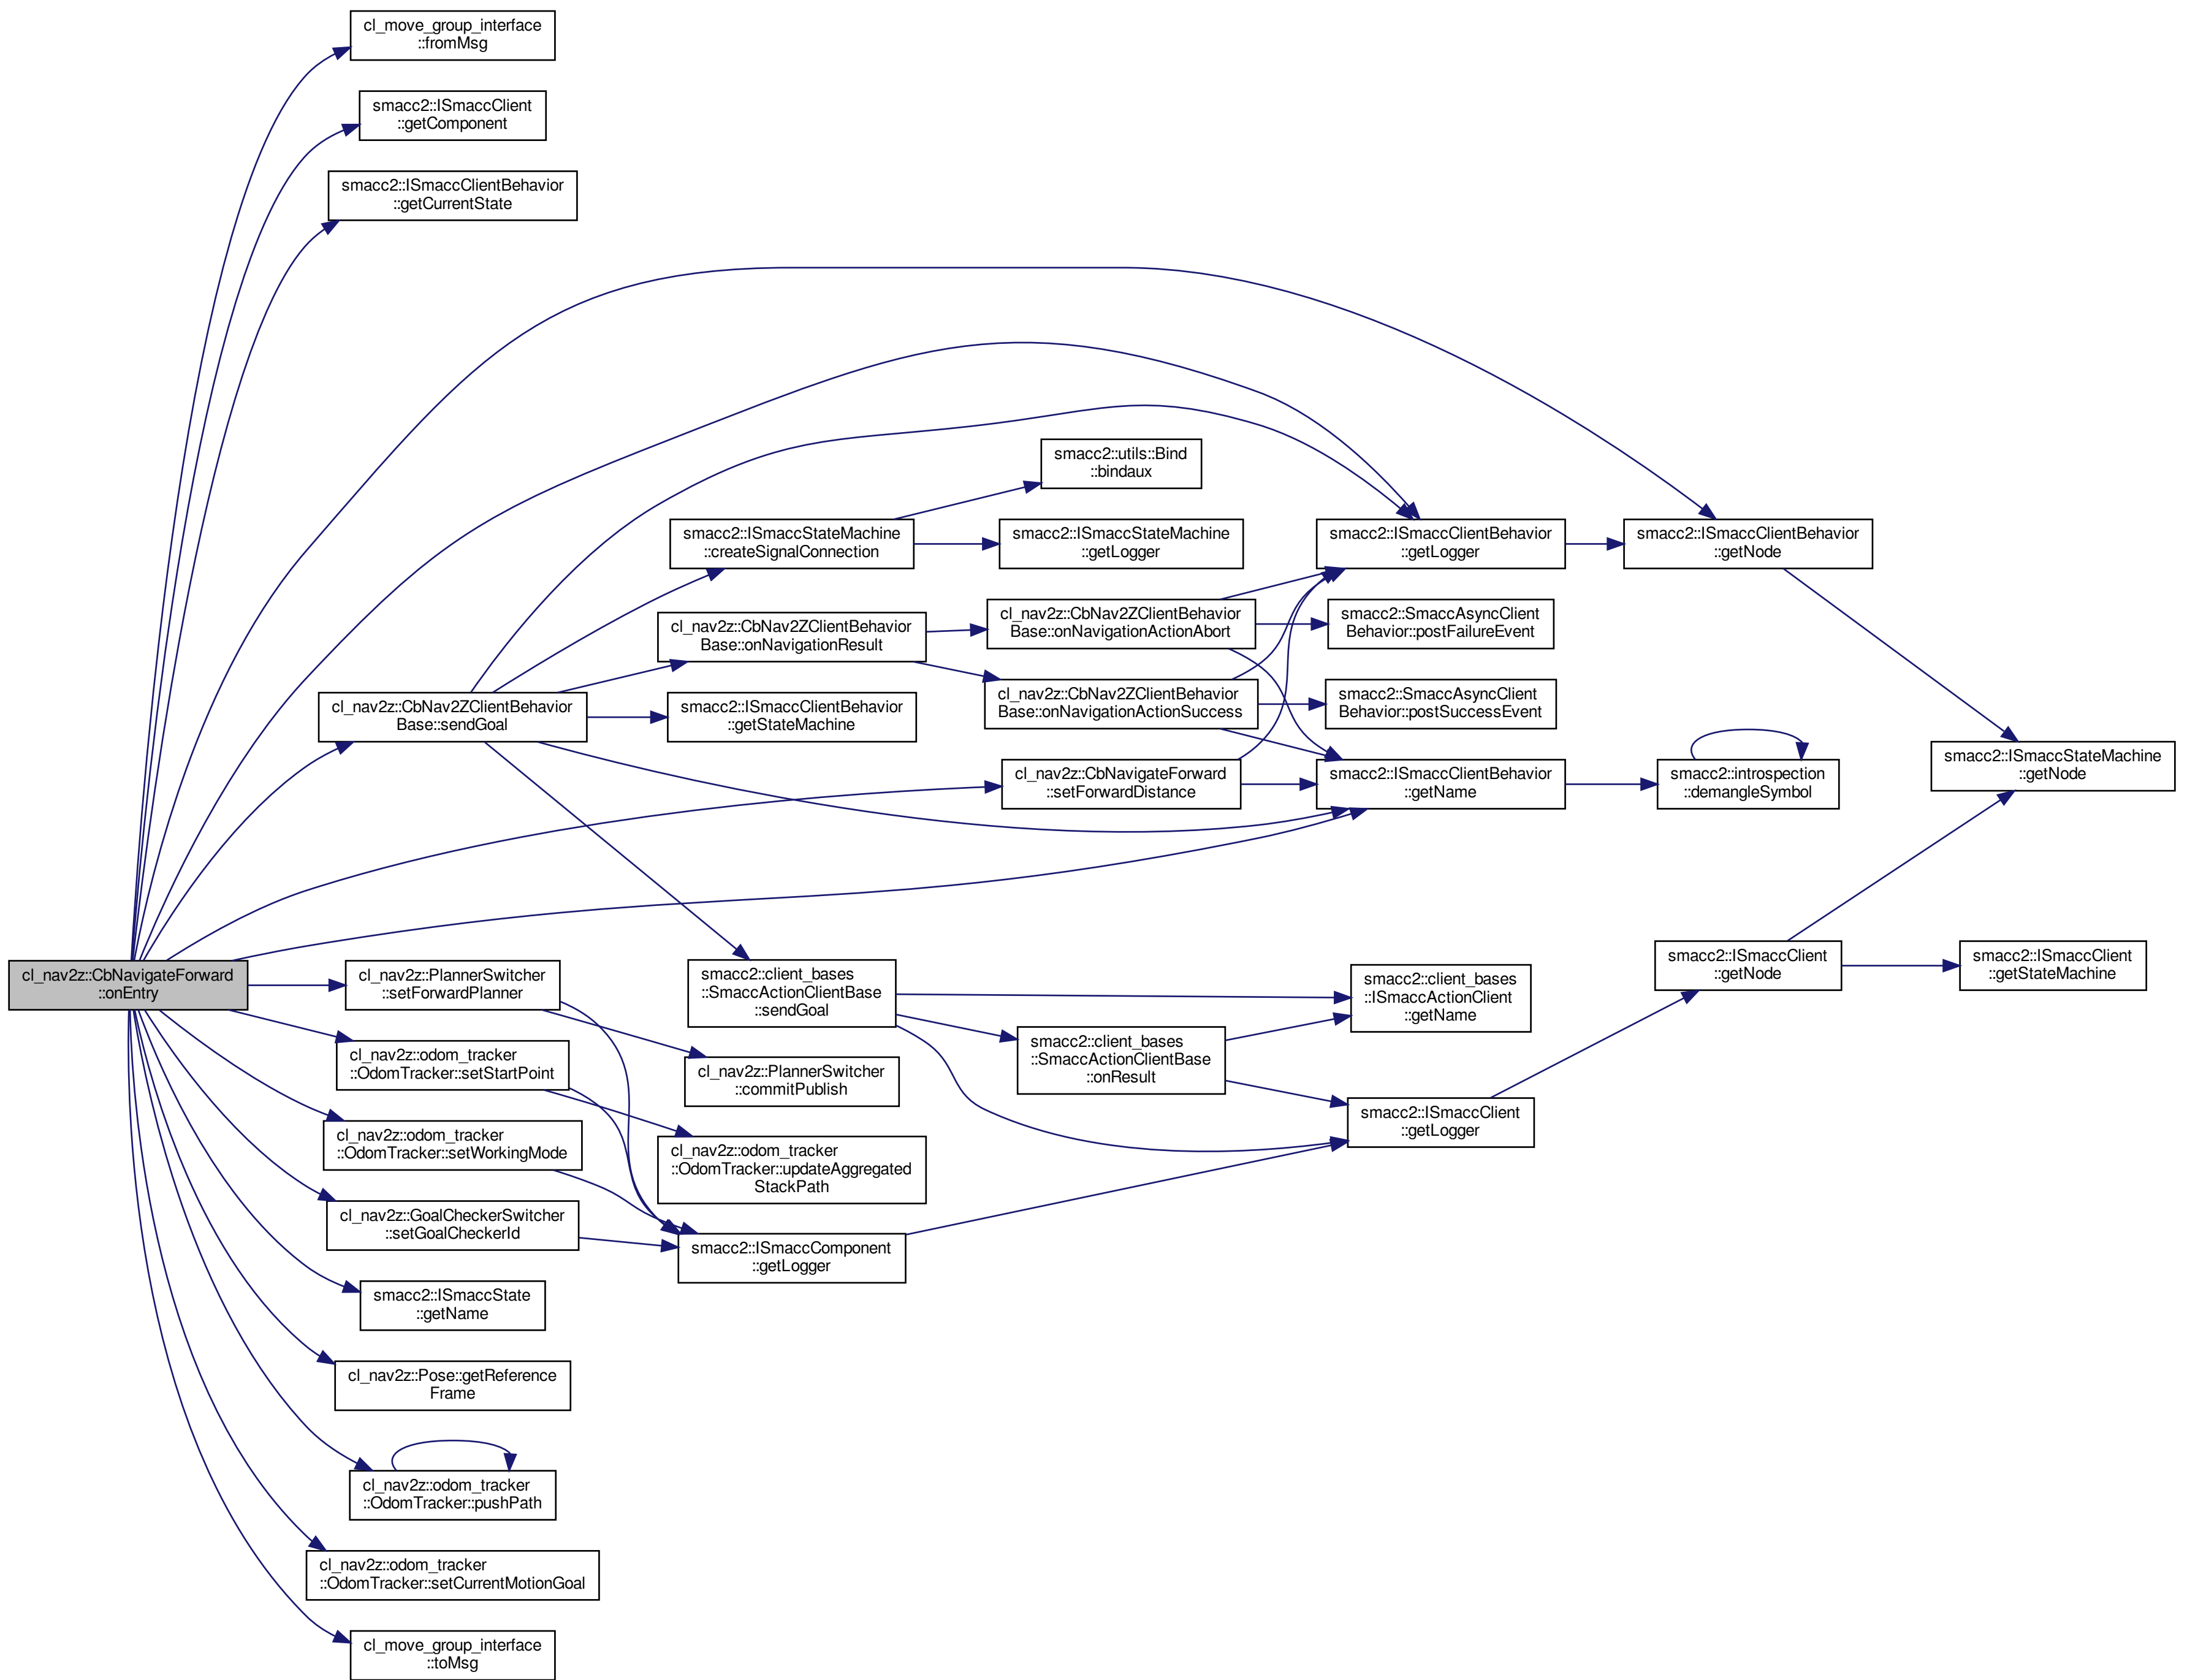 cl_move_group_interface
::fromMsg
smacc2::ISmaccClient
::getComponent
smacc2::ISmaccClientBehavior
::getCurrentState
smacc2::utils::Bind
::bindaux
smacc2::ISmaccStateMachine
::createSignalConnection
smacc2::ISmaccStateMachine
::getLogger
smacc2::ISmaccClientBehavior
::getLogger
smacc2::ISmaccClientBehavior
::getNode
cl_nav2z::CbNav2ZClientBehavior
Base::onNavigationResult
cl_nav2z::CbNav2ZClientBehavior
Base::onNavigationActionAbort
smacc2::SmaccAsyncClient
Behavior::postFailureEvent
cl_nav2z::CbNav2ZClientBehavior
Base::sendGoal
smacc2::ISmaccClientBehavior
::getStateMachine
cl_nav2z::CbNav2ZClientBehavior
Base::onNavigationActionSuccess
smacc2::SmaccAsyncClient
Behavior::postSuccessEvent
smacc2::ISmaccStateMachine
::getNode
cl_nav2z::CbNavigateForward
::setForwardDistance
smacc2::ISmaccClientBehavior
::getName
smacc2::introspection
::demangleSymbol
cl_nav2z::CbNavigateForward
::onEntry
cl_nav2z::PlannerSwitcher
::setForwardPlanner
smacc2::client_bases
::SmaccActionClientBase
::sendGoal
smacc2::client_bases
::ISmaccActionClient
::getName
smacc2::ISmaccClient
::getNode
smacc2::ISmaccClient
::getStateMachine
cl_nav2z::odom_tracker
::OdomTracker::setStartPoint
cl_nav2z::PlannerSwitcher
::commitPublish
smacc2::client_bases
::SmaccActionClientBase
::onResult
smacc2::ISmaccClient
::getLogger
cl_nav2z::odom_tracker
::OdomTracker::setWorkingMode
cl_nav2z::odom_tracker
::OdomTracker::updateAggregated
StackPath
cl_nav2z::GoalCheckerSwitcher
::setGoalCheckerId
smacc2::ISmaccComponent
::getLogger
smacc2::ISmaccState
::getName
cl_nav2z::Pose::getReference
Frame
cl_nav2z::odom_tracker
::OdomTracker::pushPath
cl_nav2z::odom_tracker
::OdomTracker::setCurrentMotionGoal
cl_move_group_interface
::toMsg